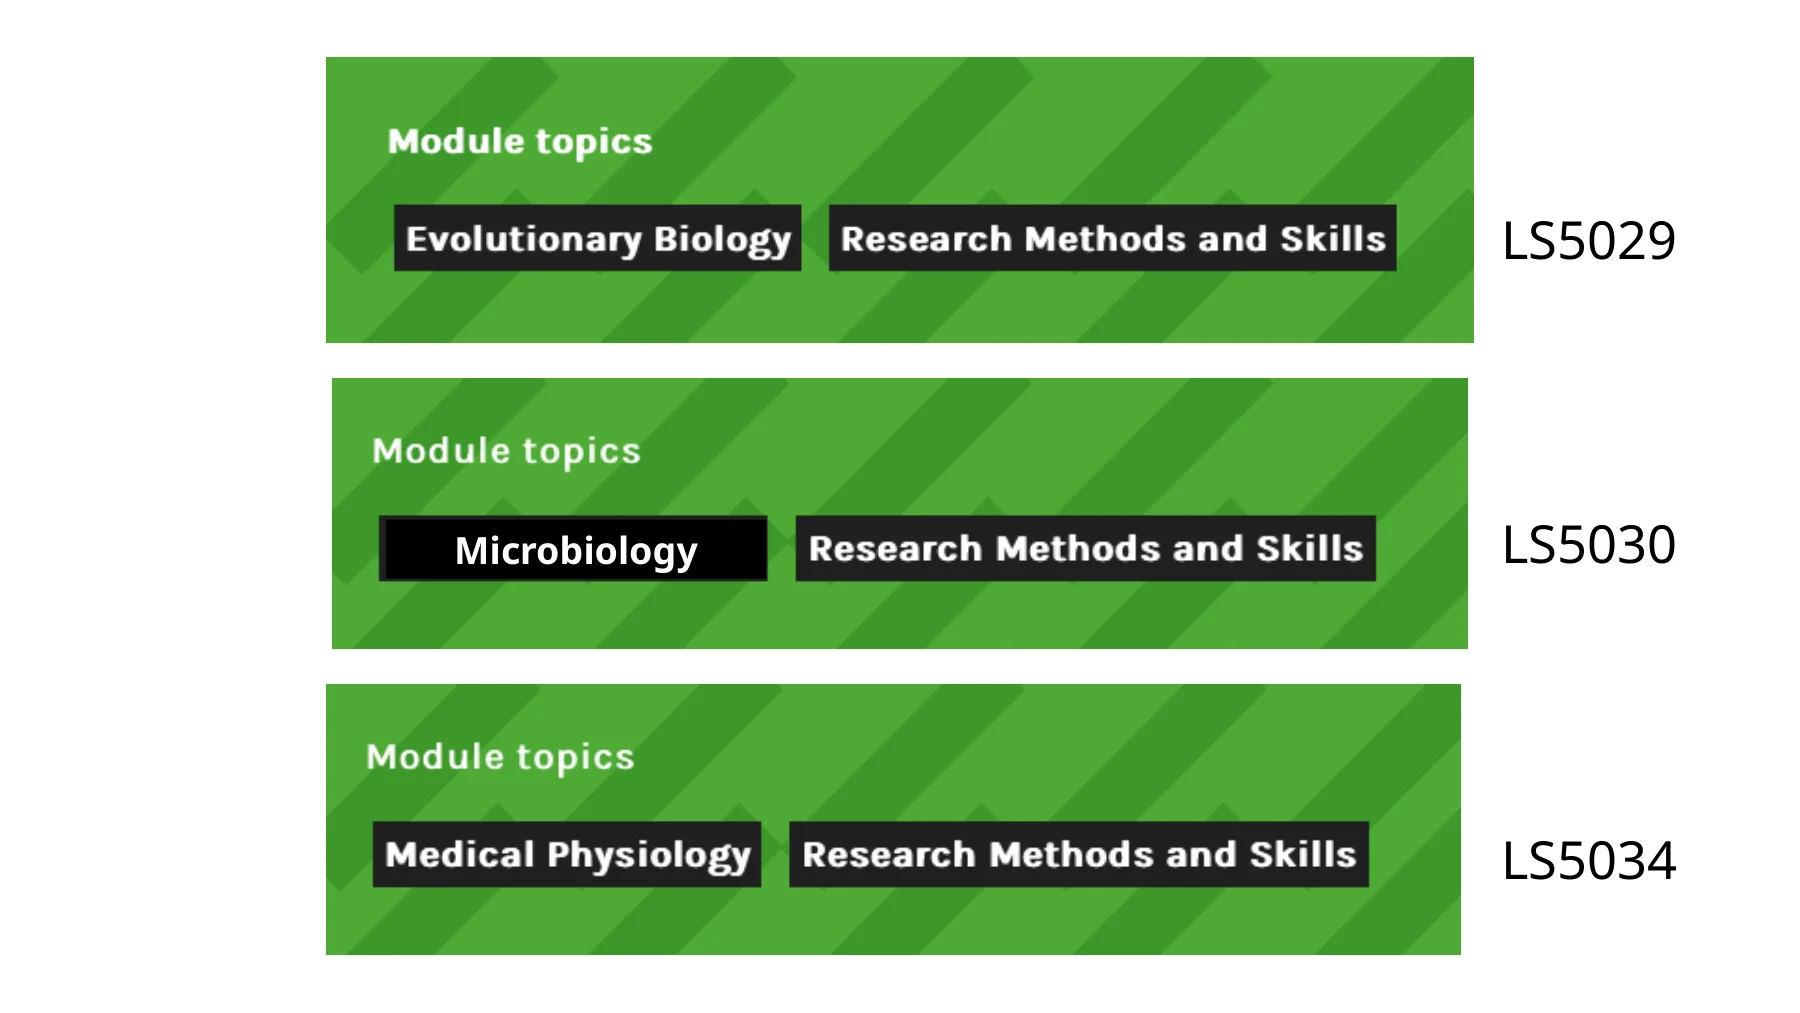 Module topics
Evolutionary Biology Research Methods and Skills LS5029
Module topics
Microbiology Research Methods and Skills LS5030
Module topics
Medical Physiology Research Methods and Skills LS5034